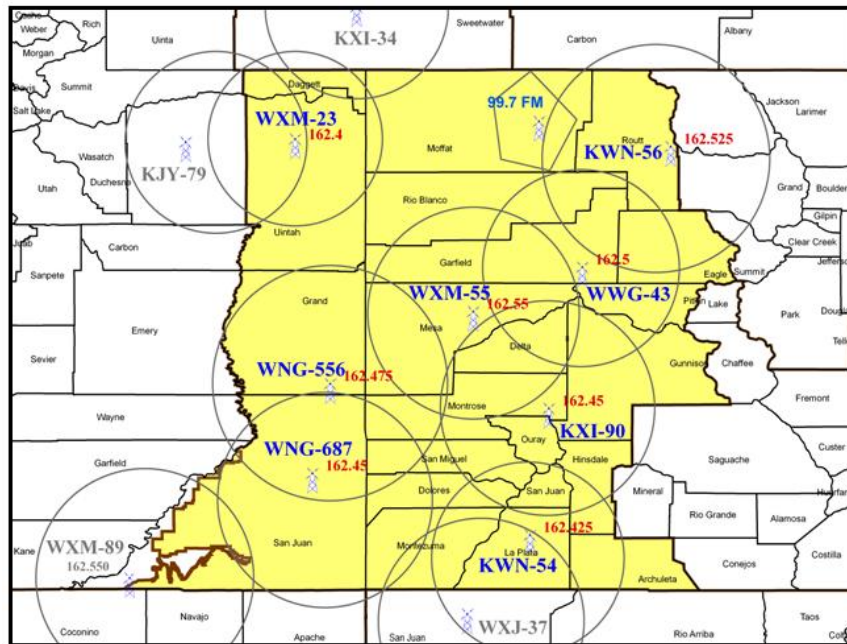 Cache
Rich
Weber
Morgan
Uinta
KXI-34
Sweetwater
Carbon
Albany
Summit
Davis
Salt Lake
Daggett
WXM-23
162.4
99.7 FM
Jackson
Larimer
Moffat
Routt
162.525
KWN-56
Wasatch
KJY-79
Duchesne
Utah
Grand
Boulder
Rio Blanco
Gilpin
Uintah
Juab
Carbon
Clear Creek
Sanpete
Garfield
162.5
Eagle
Summit
Jefferson
Grand
WXM-55
162.55
WWG-43
Pitkin
Lake
Park
Douglas
Emery
Mesa
Teller
Delta
Sevier
Gunnison
Chaffee
WNG-556
162.475
Fremont
Wayne
Montrose
162.45
Ouray
KXI-90
WNG-687
162.45
Custer
Garfield
San Miguel
Hinsdale
Saguache
Dolores
San Juan
Mineral
Huerfano
Rio Grande
Alamosa
162.425
WXM-89
162.550
Kane
San Juan
Montezuma
La Plata
KWN-54
Costilla
Conejos
Archuleta
Coconino
Navajo
Apache
San Juan
WXJ-37
Rio Arriba
Taos